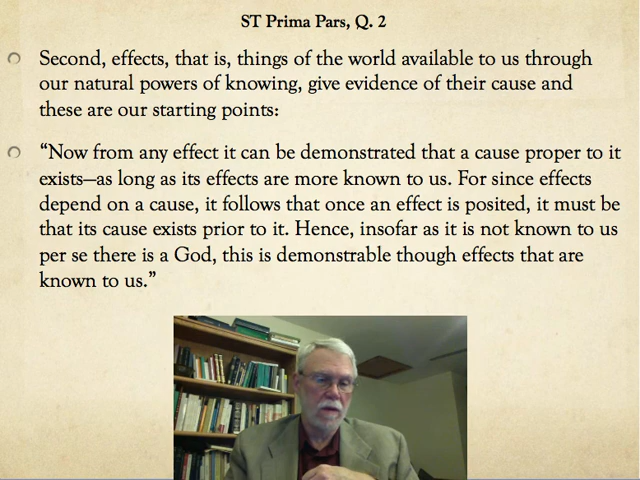 ST Prima Pars, Q. 2
Second, effects, that is, things of the world available to us through
our natural powers of knowing, give evidence of their cause and
these are our starting points:
“Now from any effect it can be demonstrated that a cause proper to it
exists—as long as its effects are more known to us. For since effects
depend on a cause, it follows that once an effect is posited, it must be
that its cause exists prior to it. Hence, insofar as it is not known to us
per se there is a God, this is demonstrable though effects that are
known to us.”